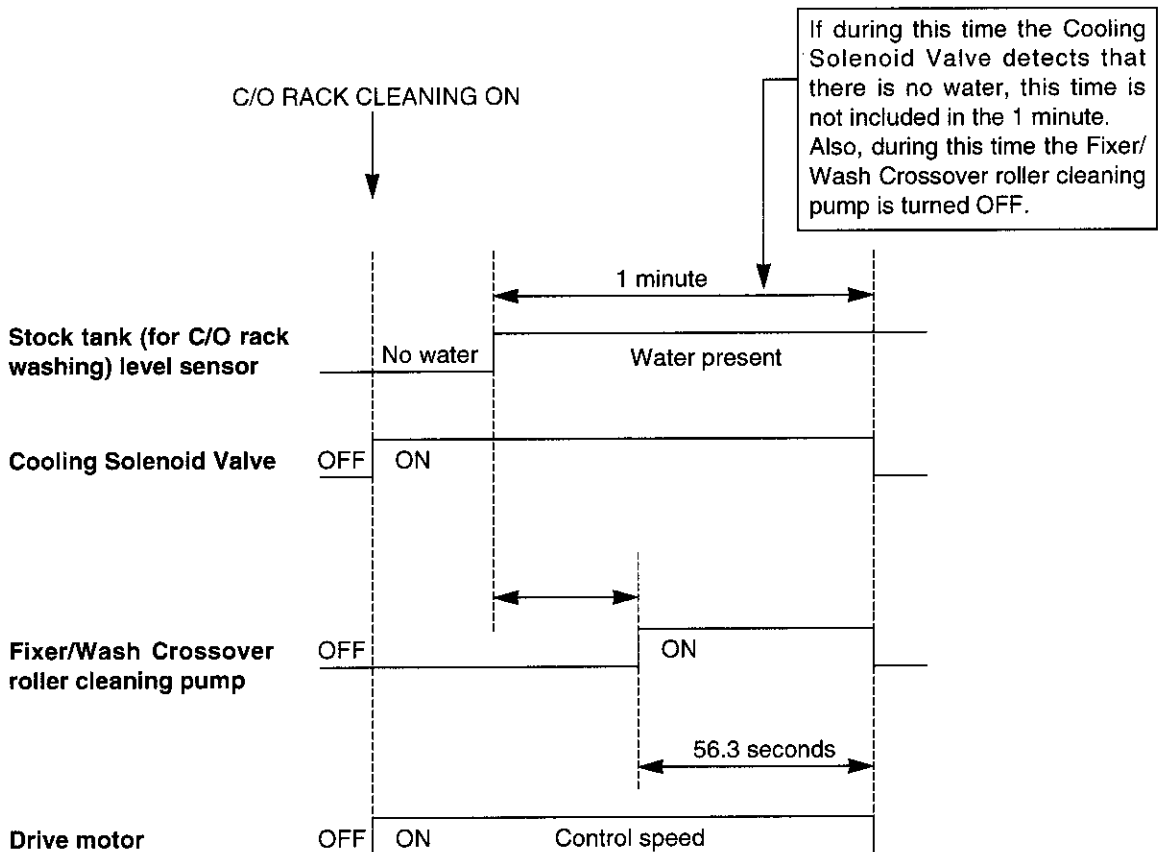 If during this time the Cooling
Solenoid Valve detects that
there is no water, this time is
not included in the 1 minute.
Also, during this time the Fixer/
Wash Crossover roller cleaning
pump is turned OFF.
C/O RACK CLEANING ON
1 minute
Stock tank (for C/O rack
washing) level sensor
No water
Water present
Cooling Solenoid Valve
OFF
ON
Fixer/Wash Crossover
roller cleaning pump
OFF
ON
56.3 seconds
Drive motor
OFF
ON
Control speed